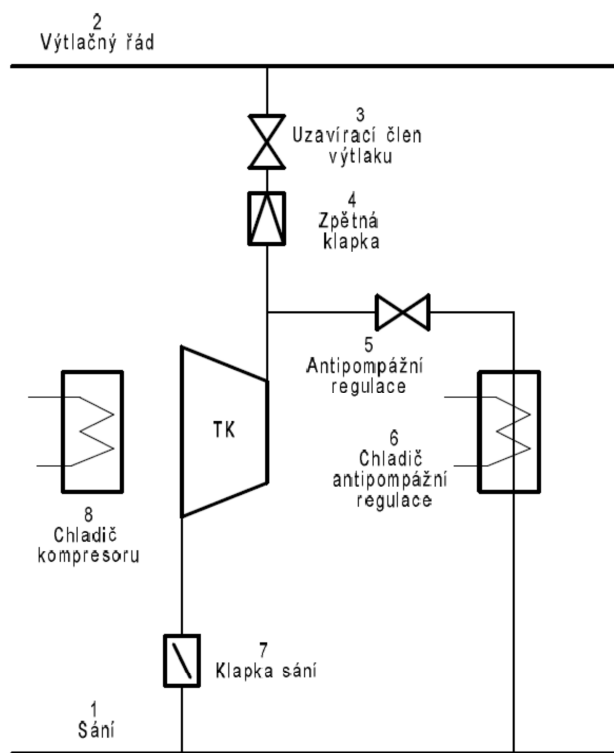 2
Výtlačný řád
3
Uzavírací člen
výtlaku
4
Zpětná
klapka
5
Antipompážní
regulace
TK
6
Chladič
antipompážní
regulace
8
Chladič
kompresoru
7
Klapka sání
1
Sání